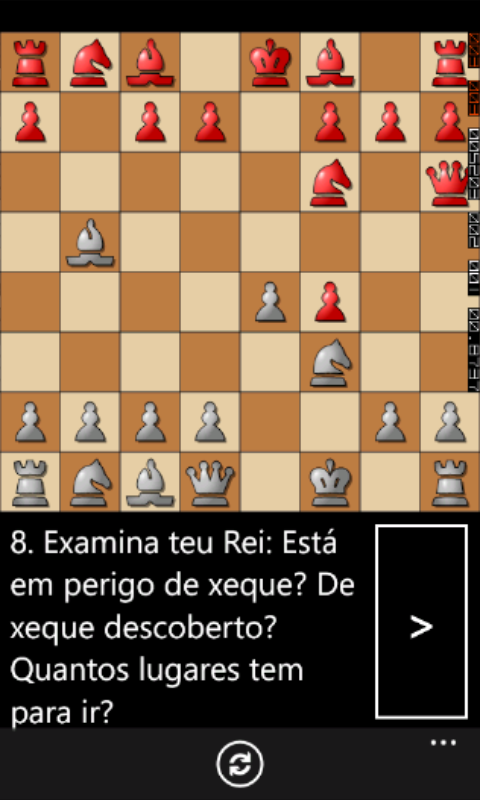 8. Examina teu Rei: Está
em perigo de xeque? De
xeque descoberto?
Quantos lugares tem
para ir?
>